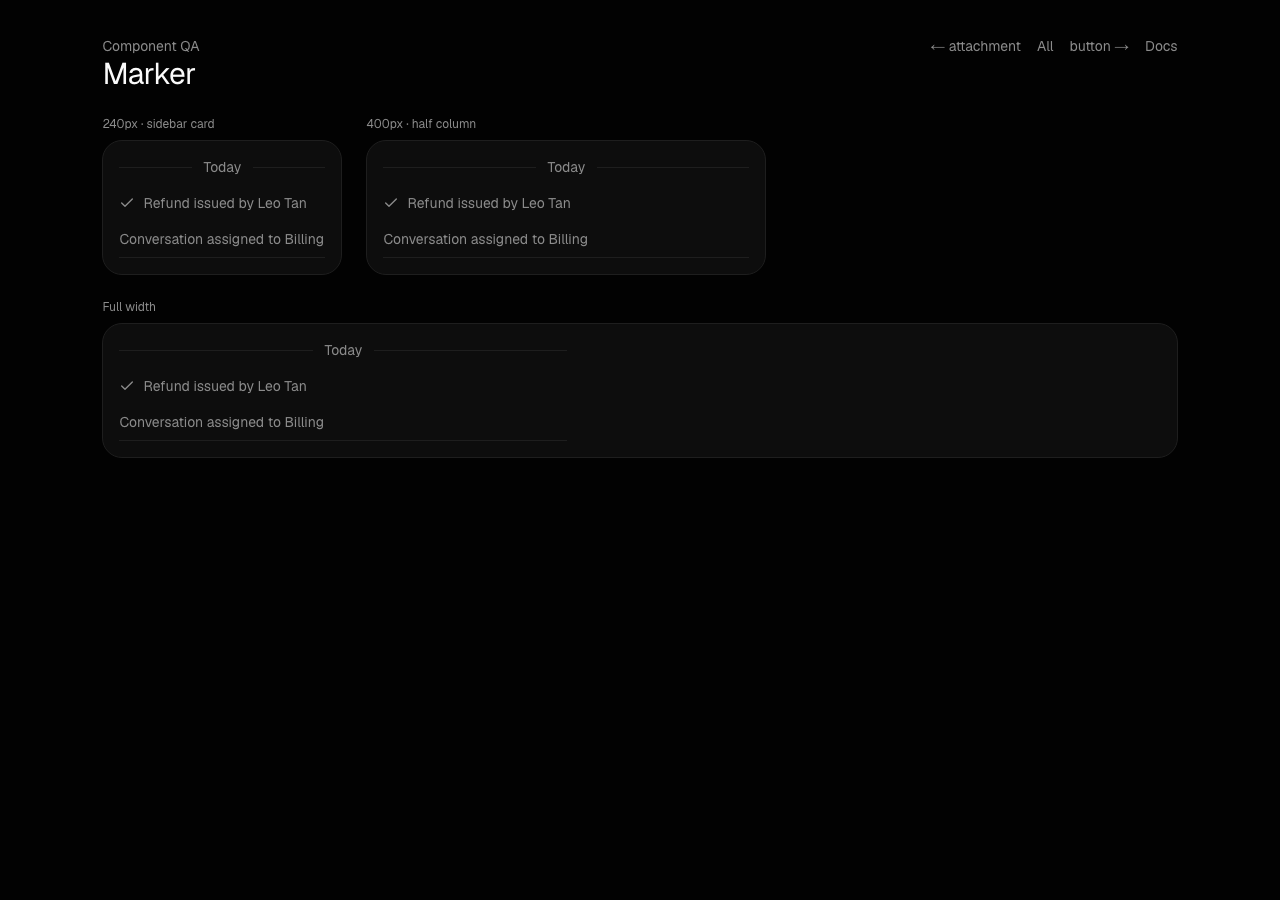 Component QA
← attachment All button → Docs
Marker
240px · sidebar card
400px · half column
Today
Refund issued by Leo Tan
Conversation assigned to Billing
Today
Refund issued by Leo Tan
Conversation assigned to Billing
Full width
Today
Refund issued by Leo Tan
Conversation assigned to Billing